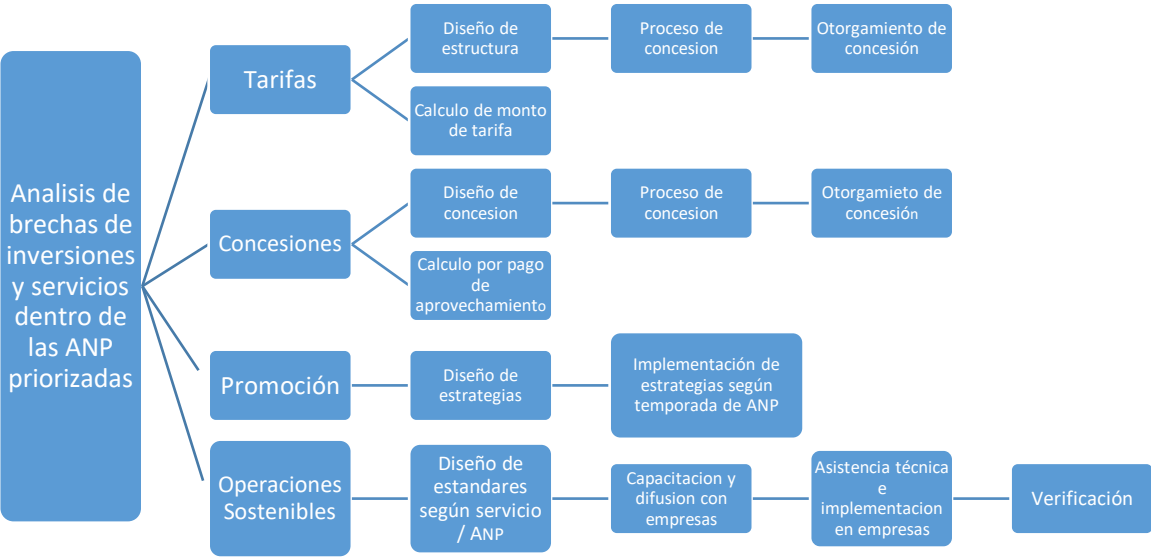 Analisis de
brechas de
inversiones
y servicios
dentro de
las ANP
priorizadas
Tarifas
Diseño de
estructura
Proceso de
concesion
Otorgamiento de
concesión
Calculo de monto
de tarifa
Concesiones
Diseño de
concesion
Proceso de
concesion
Otorgamieto de
concesión
Calculo por pago
de
aprovechamiento
Promoción
Diseño de
estrategias
Implementación de
estrategias según
temporada de ANP
Operaciones
Sostenibles
Diseño de
estandares
según servicio
/ ANP
Capacitacion y
difusion con
empresas
Asistencia técnica
e
implementacion
en empresas
Verificación